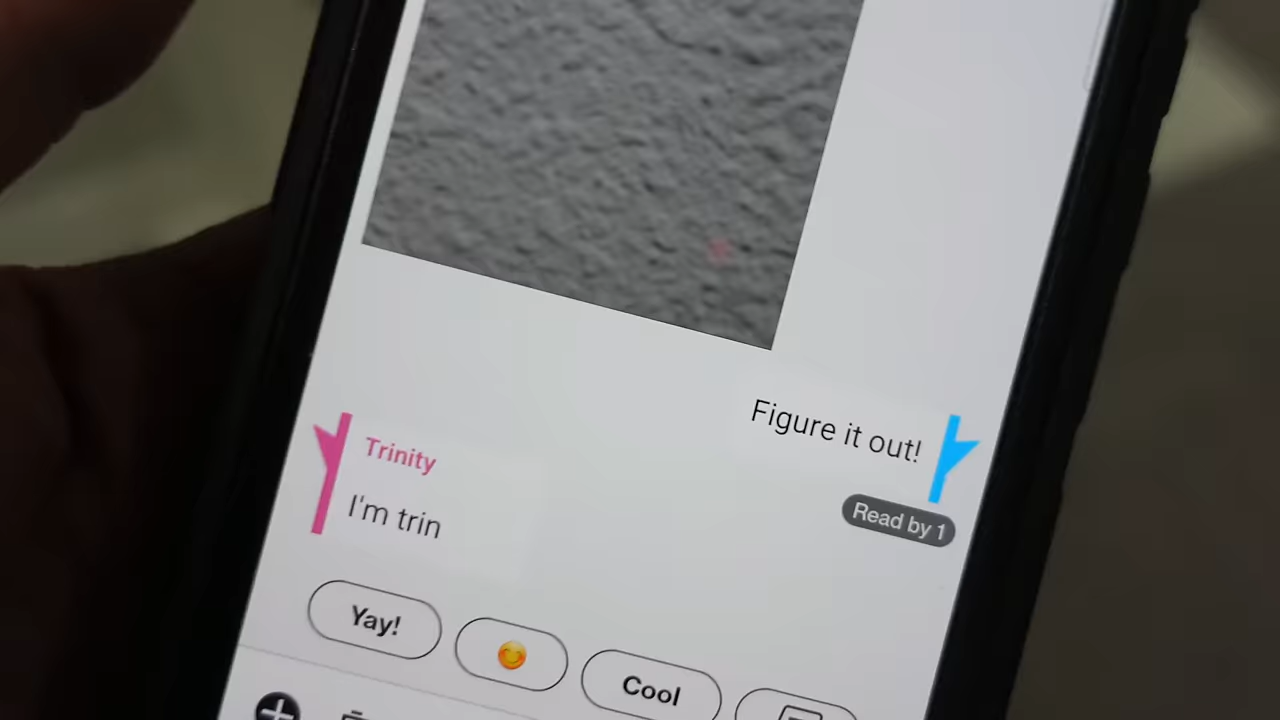 Figure it out!
Read by 1
Trinity
I'm trin
Yay!
Cool